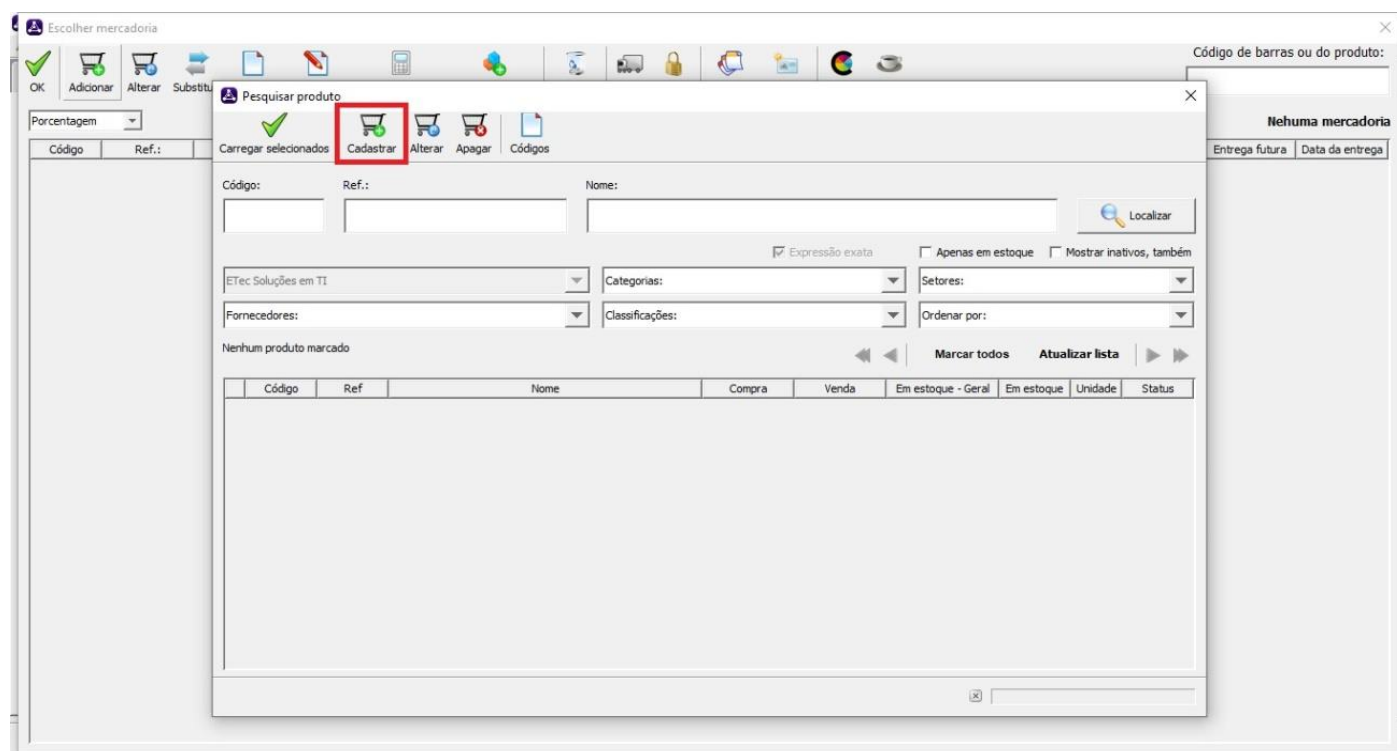 Escolher mercadoria
Código de barras ou do produto:
OK Adicionar Alterar
Porcentagem
Nehuma mercadoria
Código Ref.: Entrega futura Data da entrega
Pesquisar produto
Carregar selecionados Cadastrar Alterar Apagar Códigos
Código: Ref.: Nome:
Localizar
Expressão exata Apenas em estoque Mostrar inativos, também
ETec Soluções em TI Categorias: Setores:
Fornecedores: Classificações: Ordenar por:
Nenhum produto marcado Marcar todos Atualizar lista
Código Ref Nome Compra Venda Em estoque - Geral Em estoque Unidade Status